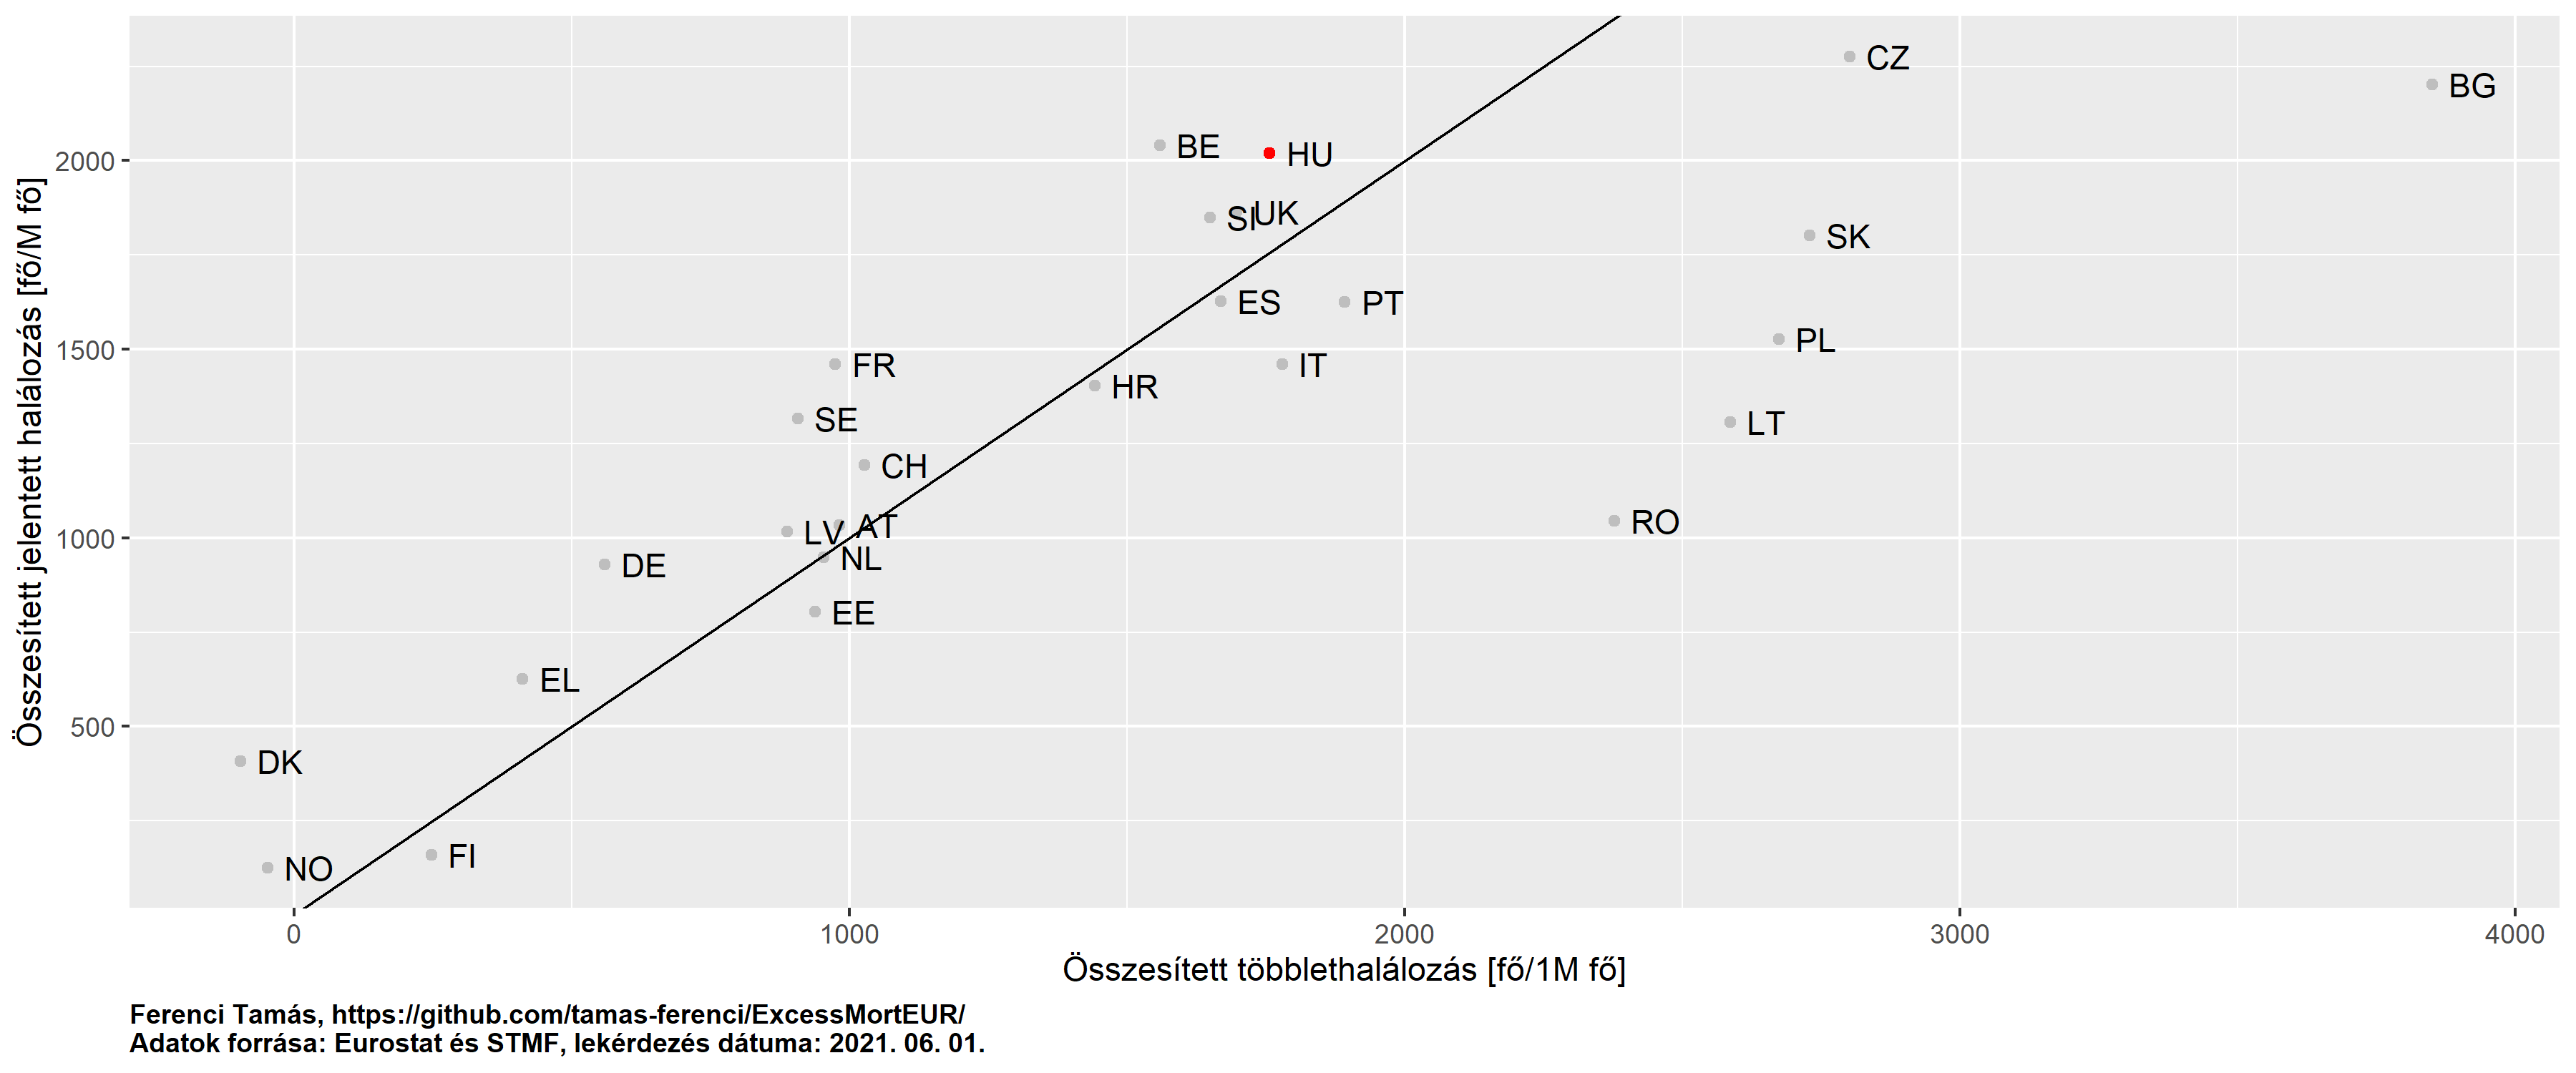 Összesített jelentett halálozás [fő/M fő]
2000
1500
1000
500
CZ
BG
BE
HU
SI
UK
SK
ES
PT
PL
FR
IT
HR
SE
LT
CH
AT
LV
RO
NL
DE
EE
EL
DK
FI
NO
0
1000
2000
3000
4000
Összesített többlethalálozás [fő/1M fő]
Ferenci Tamás, https://github.com/tamas-ferenci/ExcessMortEUR/
Adatok forrása: Eurostat és STMF, lekérdezés dátuma: 2021. 06. 01.